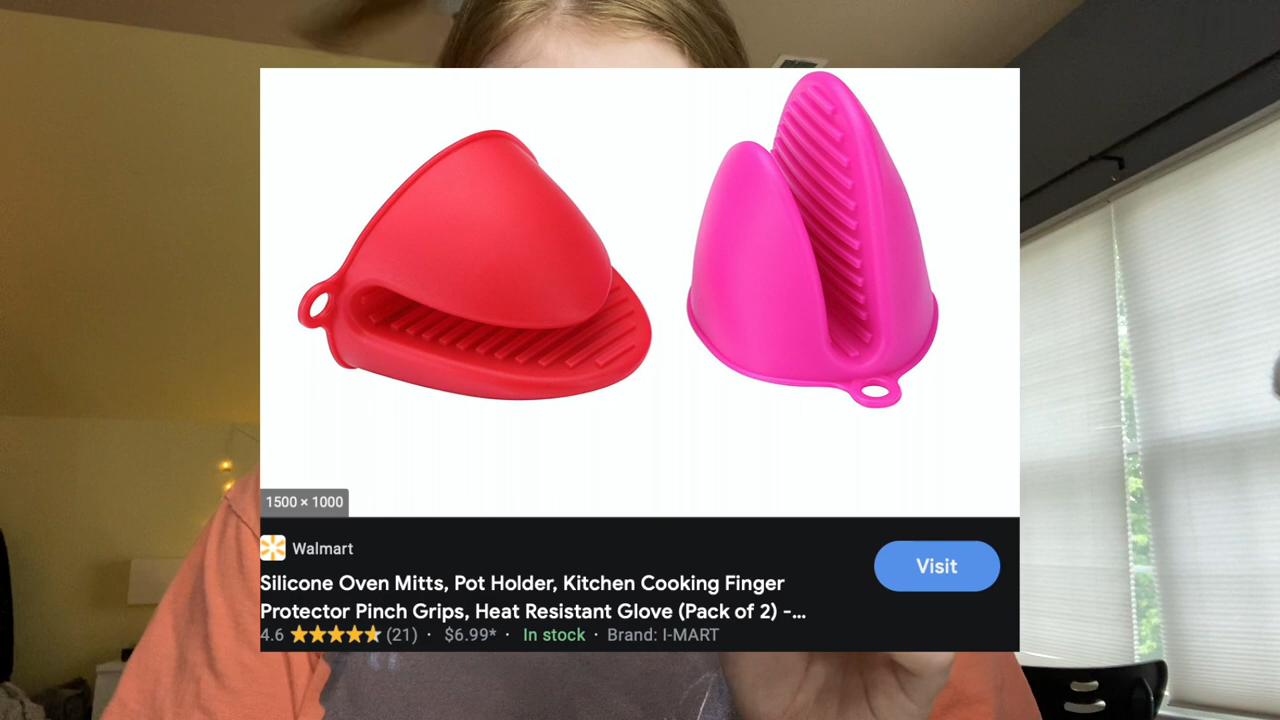 1500 × 1000
Walmart
Visit
Silicone Oven Mitts, Pot Holder, Kitchen Cooking Finger
Protector Pinch Grips, Heat Resistant Glove (Pack of 2) -...
4.6 (21) · $6.99* · In stock · Brand: I-MART